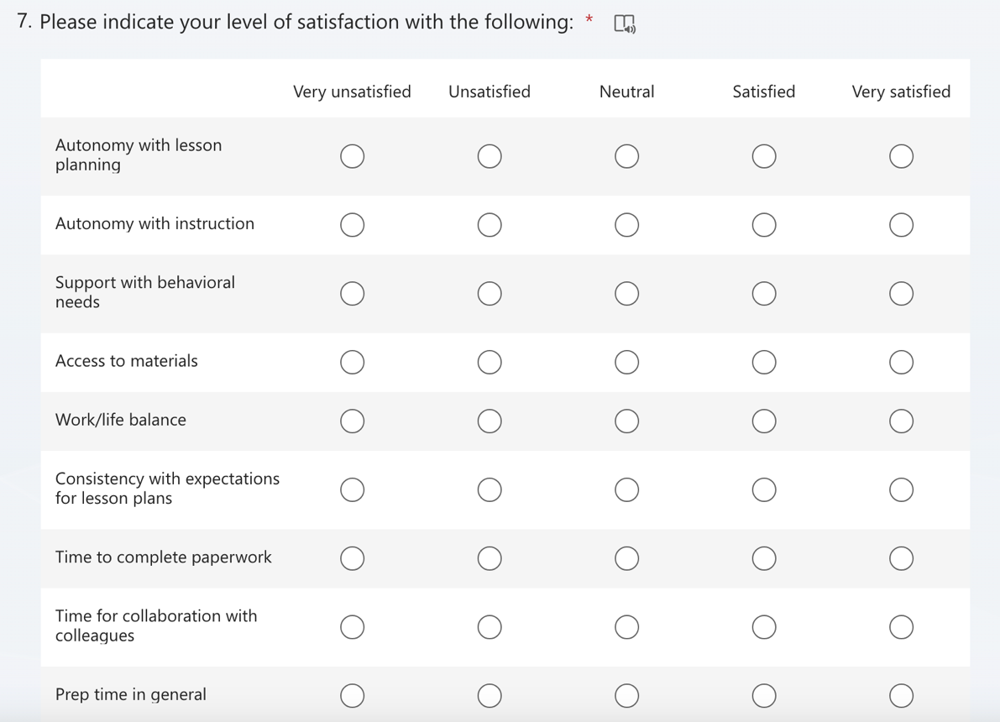 7. Please indicate your level of satisfaction with the following: *
Very unsatisfied Unsatisfied Neutral Satisfied Very satisfied
Autonomy with lesson
planning
Autonomy with instruction
Support with behavioral
needs
Access to materials
Work/life balance
Consistency with expectations
for lesson plans
Time to complete paperwork
Time for collaboration with
colleagues
Prep time in general